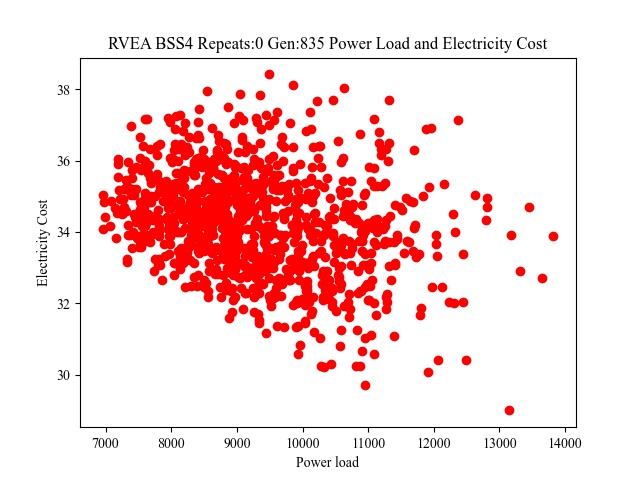 RVEA BSS4 Repeats:0 Gen:835 Power Load and Electricity Cost
38
36
34
32
30
Electricity Cost
7000 8000 9000 10000 11000 12000 13000 14000
Power load